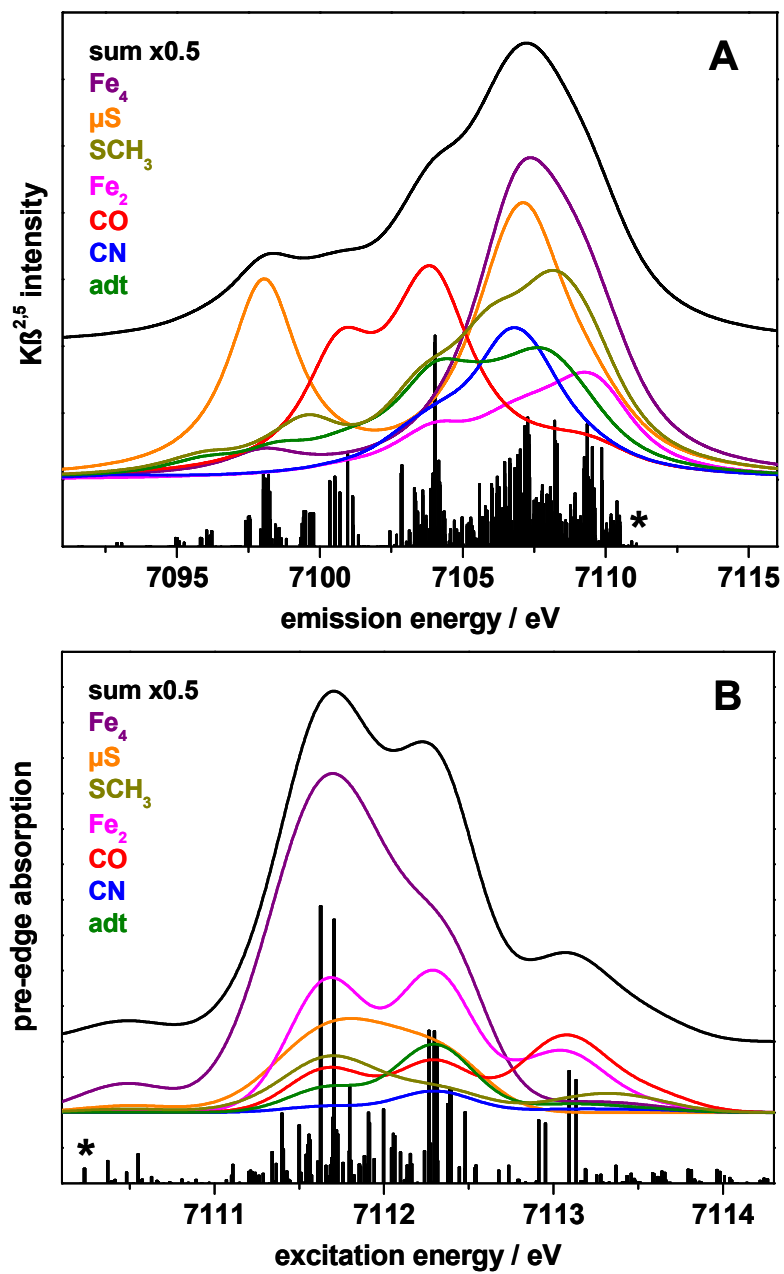 A
sum x0.5
Fe₄
µS
SCH₃
Fe₂
CO
CN
adt
Kß²,⁵ intensity
*
7095 7100 7105 7110 7115
emission energy / eV
B
sum x0.5
Fe₄
µS
SCH₃
Fe₂
CO
CN
adt
pre-edge absorption
*
7111 7112 7113 7114
excitation energy / eV